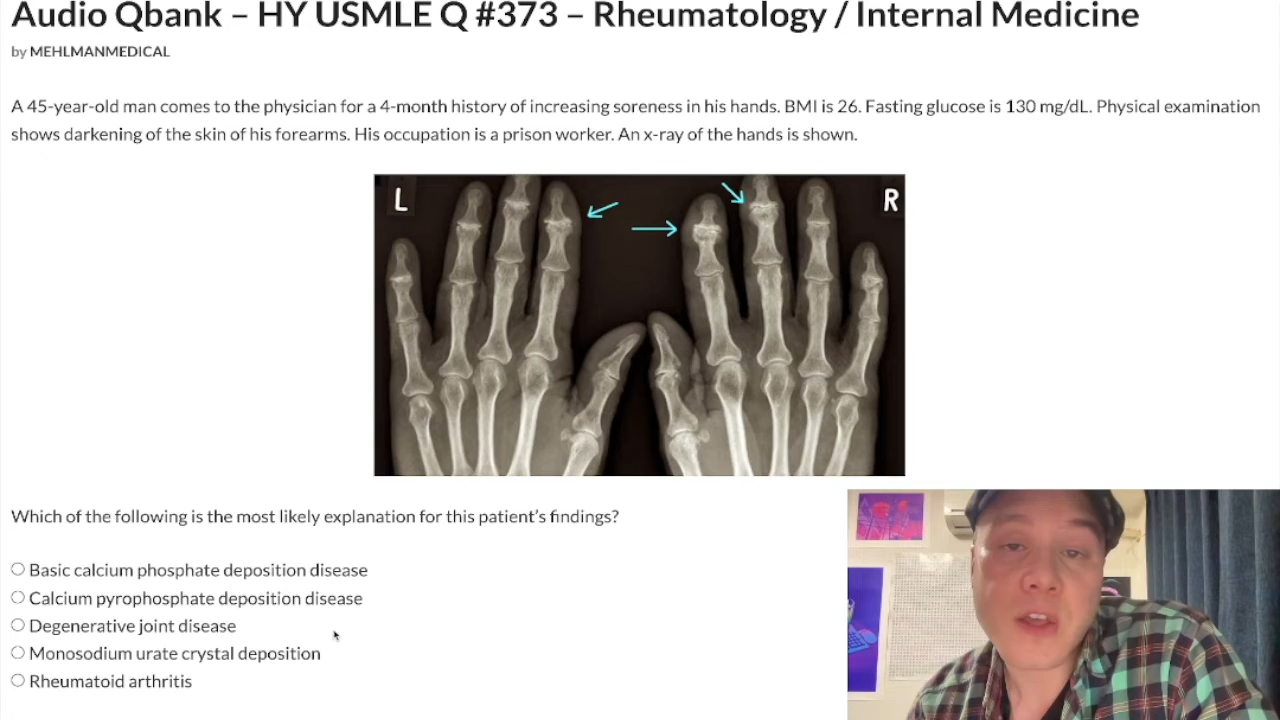 Audio Qbank – HY USMLE Q #373 – Rheumatology / Internal Medicine
by MEHLMANMEDICAL
A 45-year-old man comes to the physician for a 4-month history of increasing soreness in his hands. BMI is 26. Fasting glucose is 130 mg/dL. Physical examination
shows darkening of the skin of his forearms. His occupation is a prison worker. An x-ray of the hands is shown.
L
R
Which of the following is the most likely explanation for this patient's findings?
Basic calcium phosphate deposition disease
Calcium pyrophosphate deposition disease
Degenerative joint disease
Monosodium urate crystal deposition
Rheumatoid arthritis